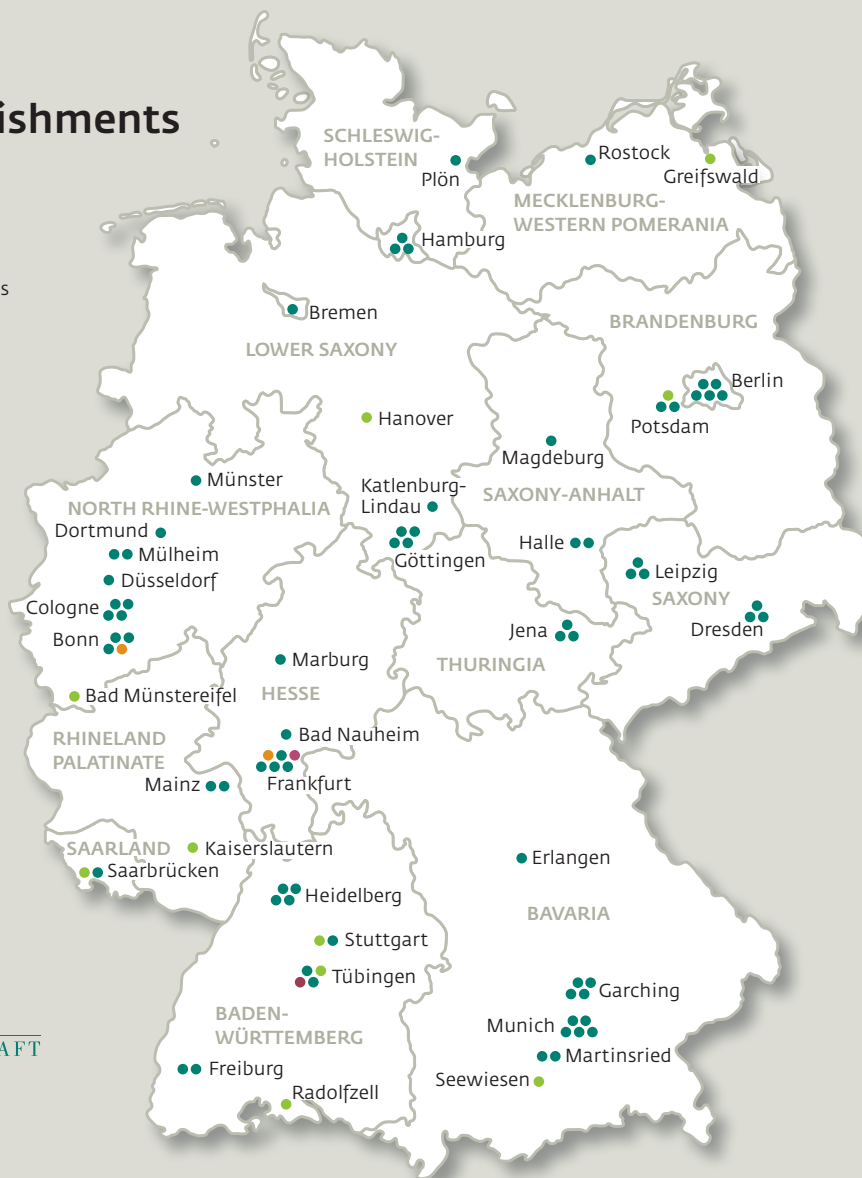 ishments
SCHLESWIG-
HOLSTEIN
Plön
Rostock
Greifswald
MECKLENBURG-
WESTERN POMERANIA
Hamburg
s
Bremen
LOWER SAXONY
BRANDENBURG
Berlin
Potsdam
Hanover
Magdeburg
Münster
Katlenburg-
Lindau
SAXONY-ANHALT
NORTH RHINE-WESTPHALIA
Dortmund
Mülheim
Göttingen
Halle
Leipzig
Düsseldorf
SAXONY
Cologne
Dresden
Bonn
Jena
THURINGIA
Marburg
HESSE
Bad Münstereifel
RHINELAND
PALATINATE
Bad Nauheim
Mainz
Frankfurt
SAARLAND
Kaiserslautern
Saarbrücken
Erlangen
Heidelberg
BAVARIA
Stuttgart
Tübingen
Garching
BADEN-
WÜRTTEMBERG
Munich
AFT
Martinsried
Freiburg
Seewiesen
Radolfzell